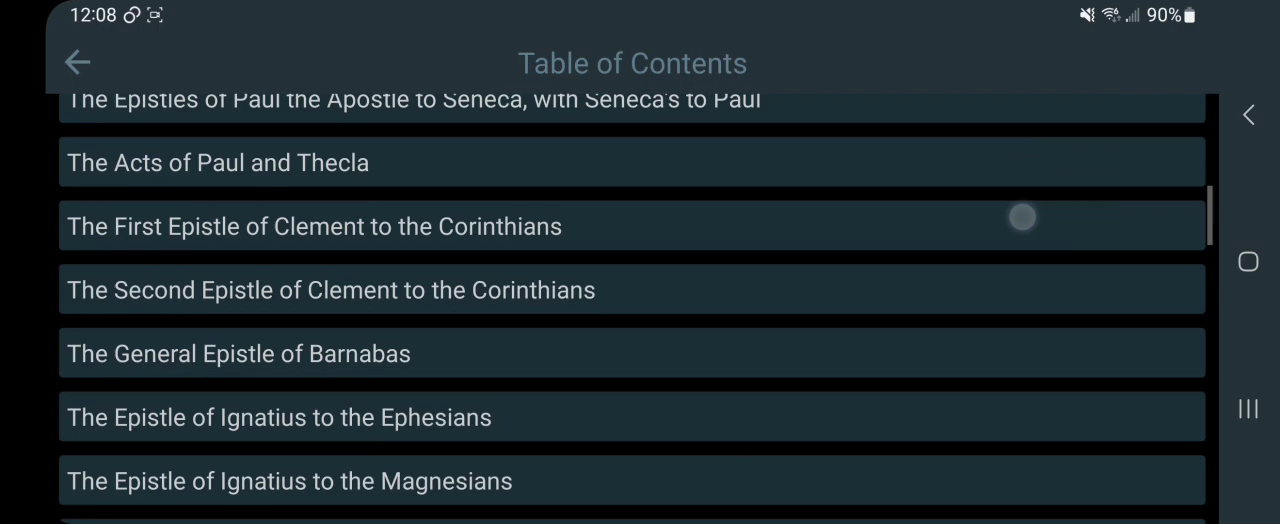 12:08
90%
Table of Contents
The Epistles of Paul the Apostle to Seneca, with Seneca's to Paul
The Acts of Paul and Thecla
The First Epistle of Clement to the Corinthians
The Second Epistle of Clement to the Corinthians
The General Epistle of Barnabas
The Epistle of Ignatius to the Ephesians
The Epistle of Ignatius to the Magnesians